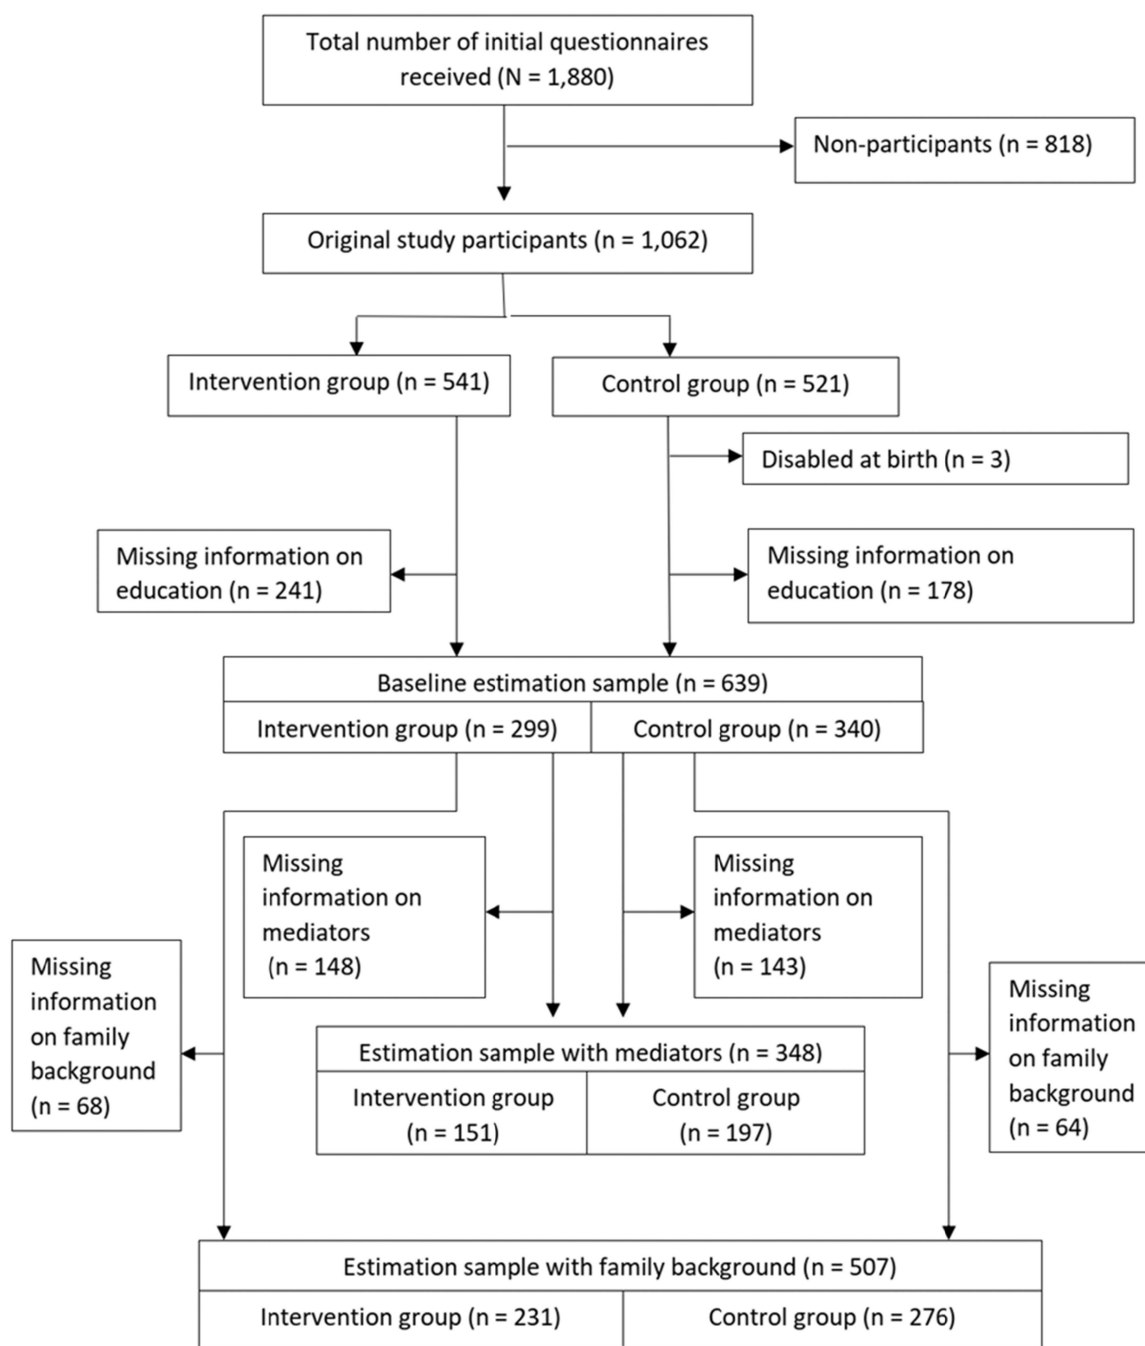 Total number of initial questionnaires
received (N = 1,880)
Non-participants (n = 818)
Original study participants (n = 1,062)
Intervention group (n = 541)
Control group (n = 521)
Disabled at birth (n = 3)
Missing information on
education (n = 241)
Missing information on
education (n = 178)
Baseline estimation sample (n = 639)
Intervention group (n = 299)
Control group (n = 340)
Missing
information on
mediators
(n = 148)
Missing
information on
mediators
(n = 143)
Missing
information
on family
background
(n = 68)
Missing
information
on family
background
(n = 64)
Estimation sample with mediators (n = 348)
Intervention group
(n = 151)
Control group
(n = 197)
Estimation sample with family background (n = 507)
Intervention group (n = 231)
Control group (n = 276)